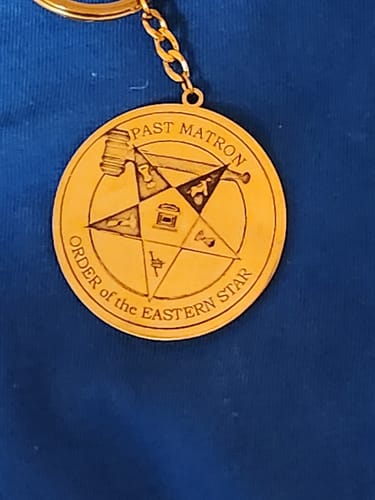 PAST MATRON
ORDER of the EASTERN STAR